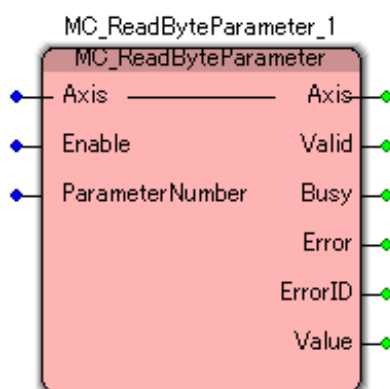 MC_ReadByteParameter_1
MC_ReadByteParameter
Axis Axis
Enable Valid
ParameterNumber Busy
Error
ErrorID
Value